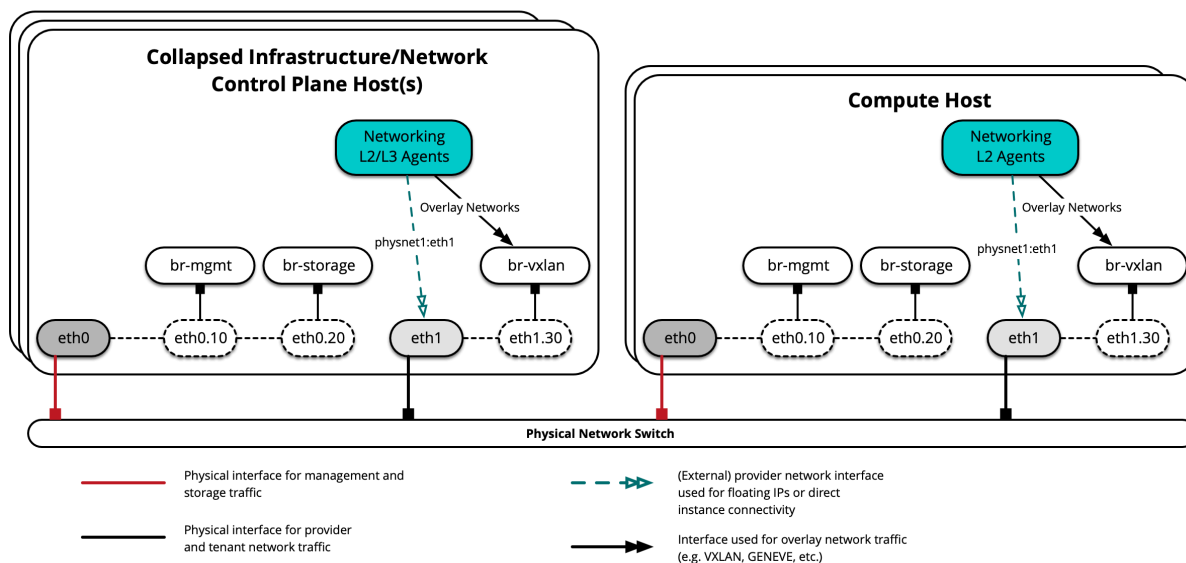 Collapsed Infrastructure/Network
Control Plane Host(s)
Networking
L2/L3 Agents
Overlay Networks
physnet1:eth1
br-mgmt
br-storage
br-vxlan
eth0
eth0.10
eth0.20
eth1
eth1.30
Compute Host
Networking
L2 Agents
Overlay Networks
physnet1:eth1
br-mgmt
br-storage
br-vxlan
eth0
eth0.10
eth0.20
eth1
eth1.30
Physical Network Switch
Physical interface for management and
storage traffic
Physical interface for provider
and tenant network traffic
(External) provider network interface
used for floating IPs or direct
instance connectivity
Interface used for overlay network traffic
(e.g. VXLAN, GENEVE, etc.)